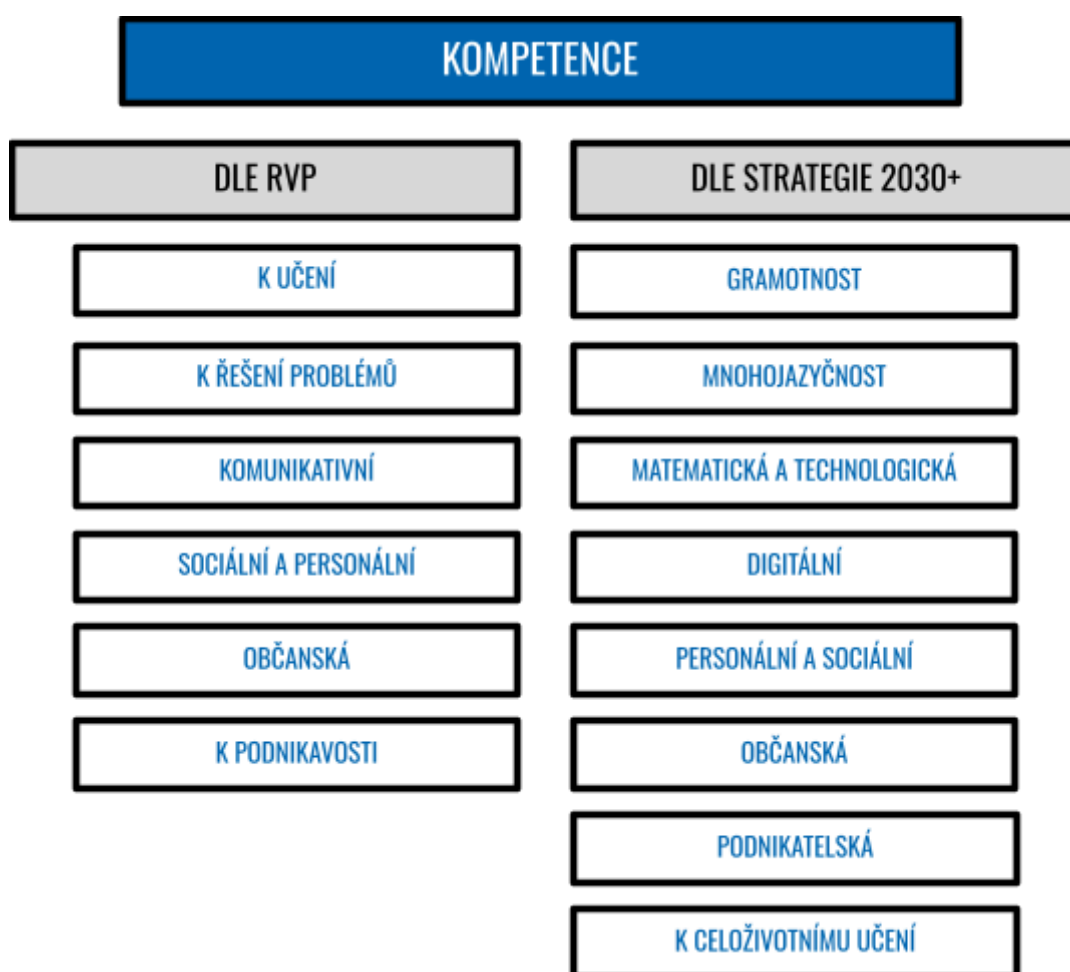 KOMPETENCE
DLE RVP
K UČENÍ
K ŘEŠENÍ PROBLÉMŮ
KOMUNIKATIVNÍ
SOCIÁLNÍ A PERSONÁLNÍ
OBČANSKÁ
K PODNIKAVOSTI
DLE STRATEGIE 2030+
GRAMOTNOST
MNOHOJAZYČNOST
MATEMATICKÁ A TECHNOLOGICKÁ
DIGITÁLNÍ
PERSONÁLNÍ A SOCIÁLNÍ
OBČANSKÁ
PODNIKATELSKÁ
K CELOŽIVOTNÍMU UČENÍ